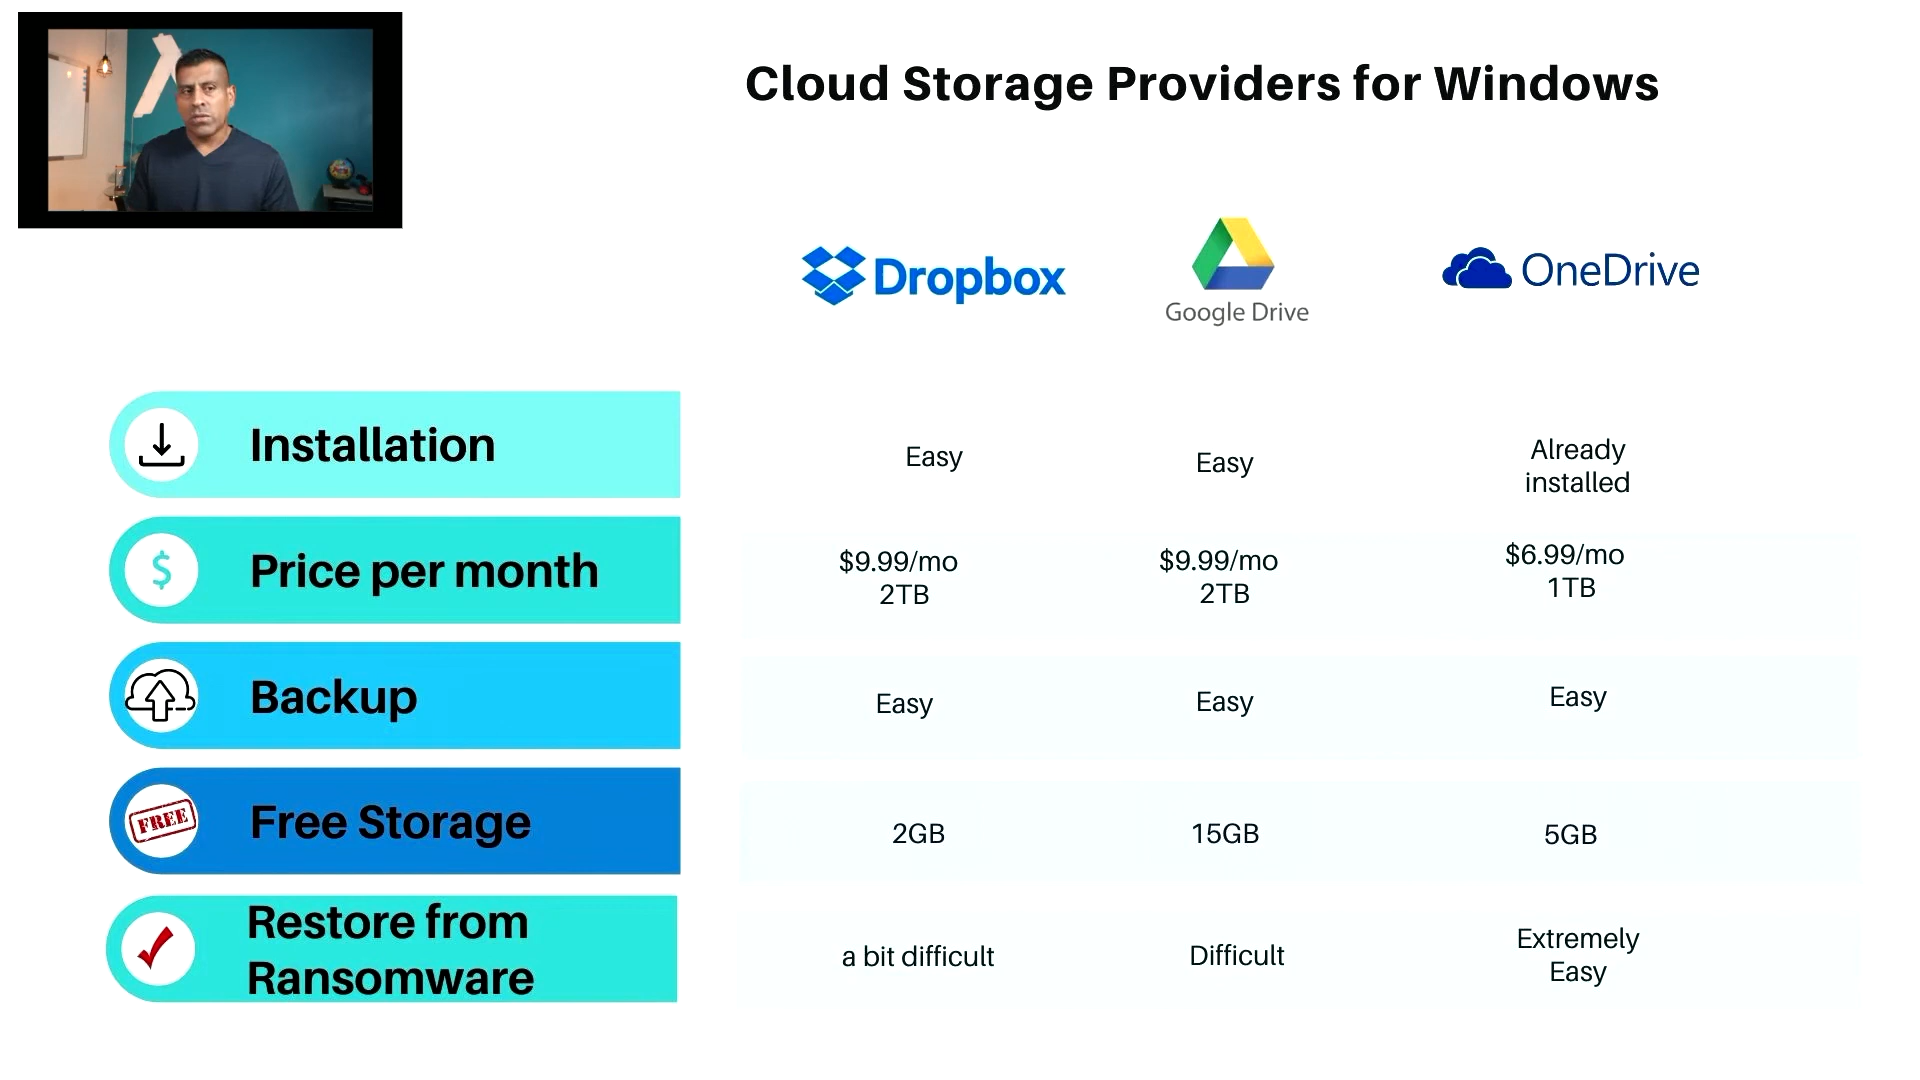 Cloud Storage Providers for Windows
Dropbox
Google Drive
OneDrive
Installation
Easy
Easy
Already
installed
Price per month
$
$9.99/mo
2TB
$9.99/mo
2TB
$6.99/mo
1TB
Backup
Easy
Easy
Easy
FREE
Free Storage
2GB
15GB
5GB
Restore from
Ransomware
a bit difficult
Difficult
Extremely
Easy